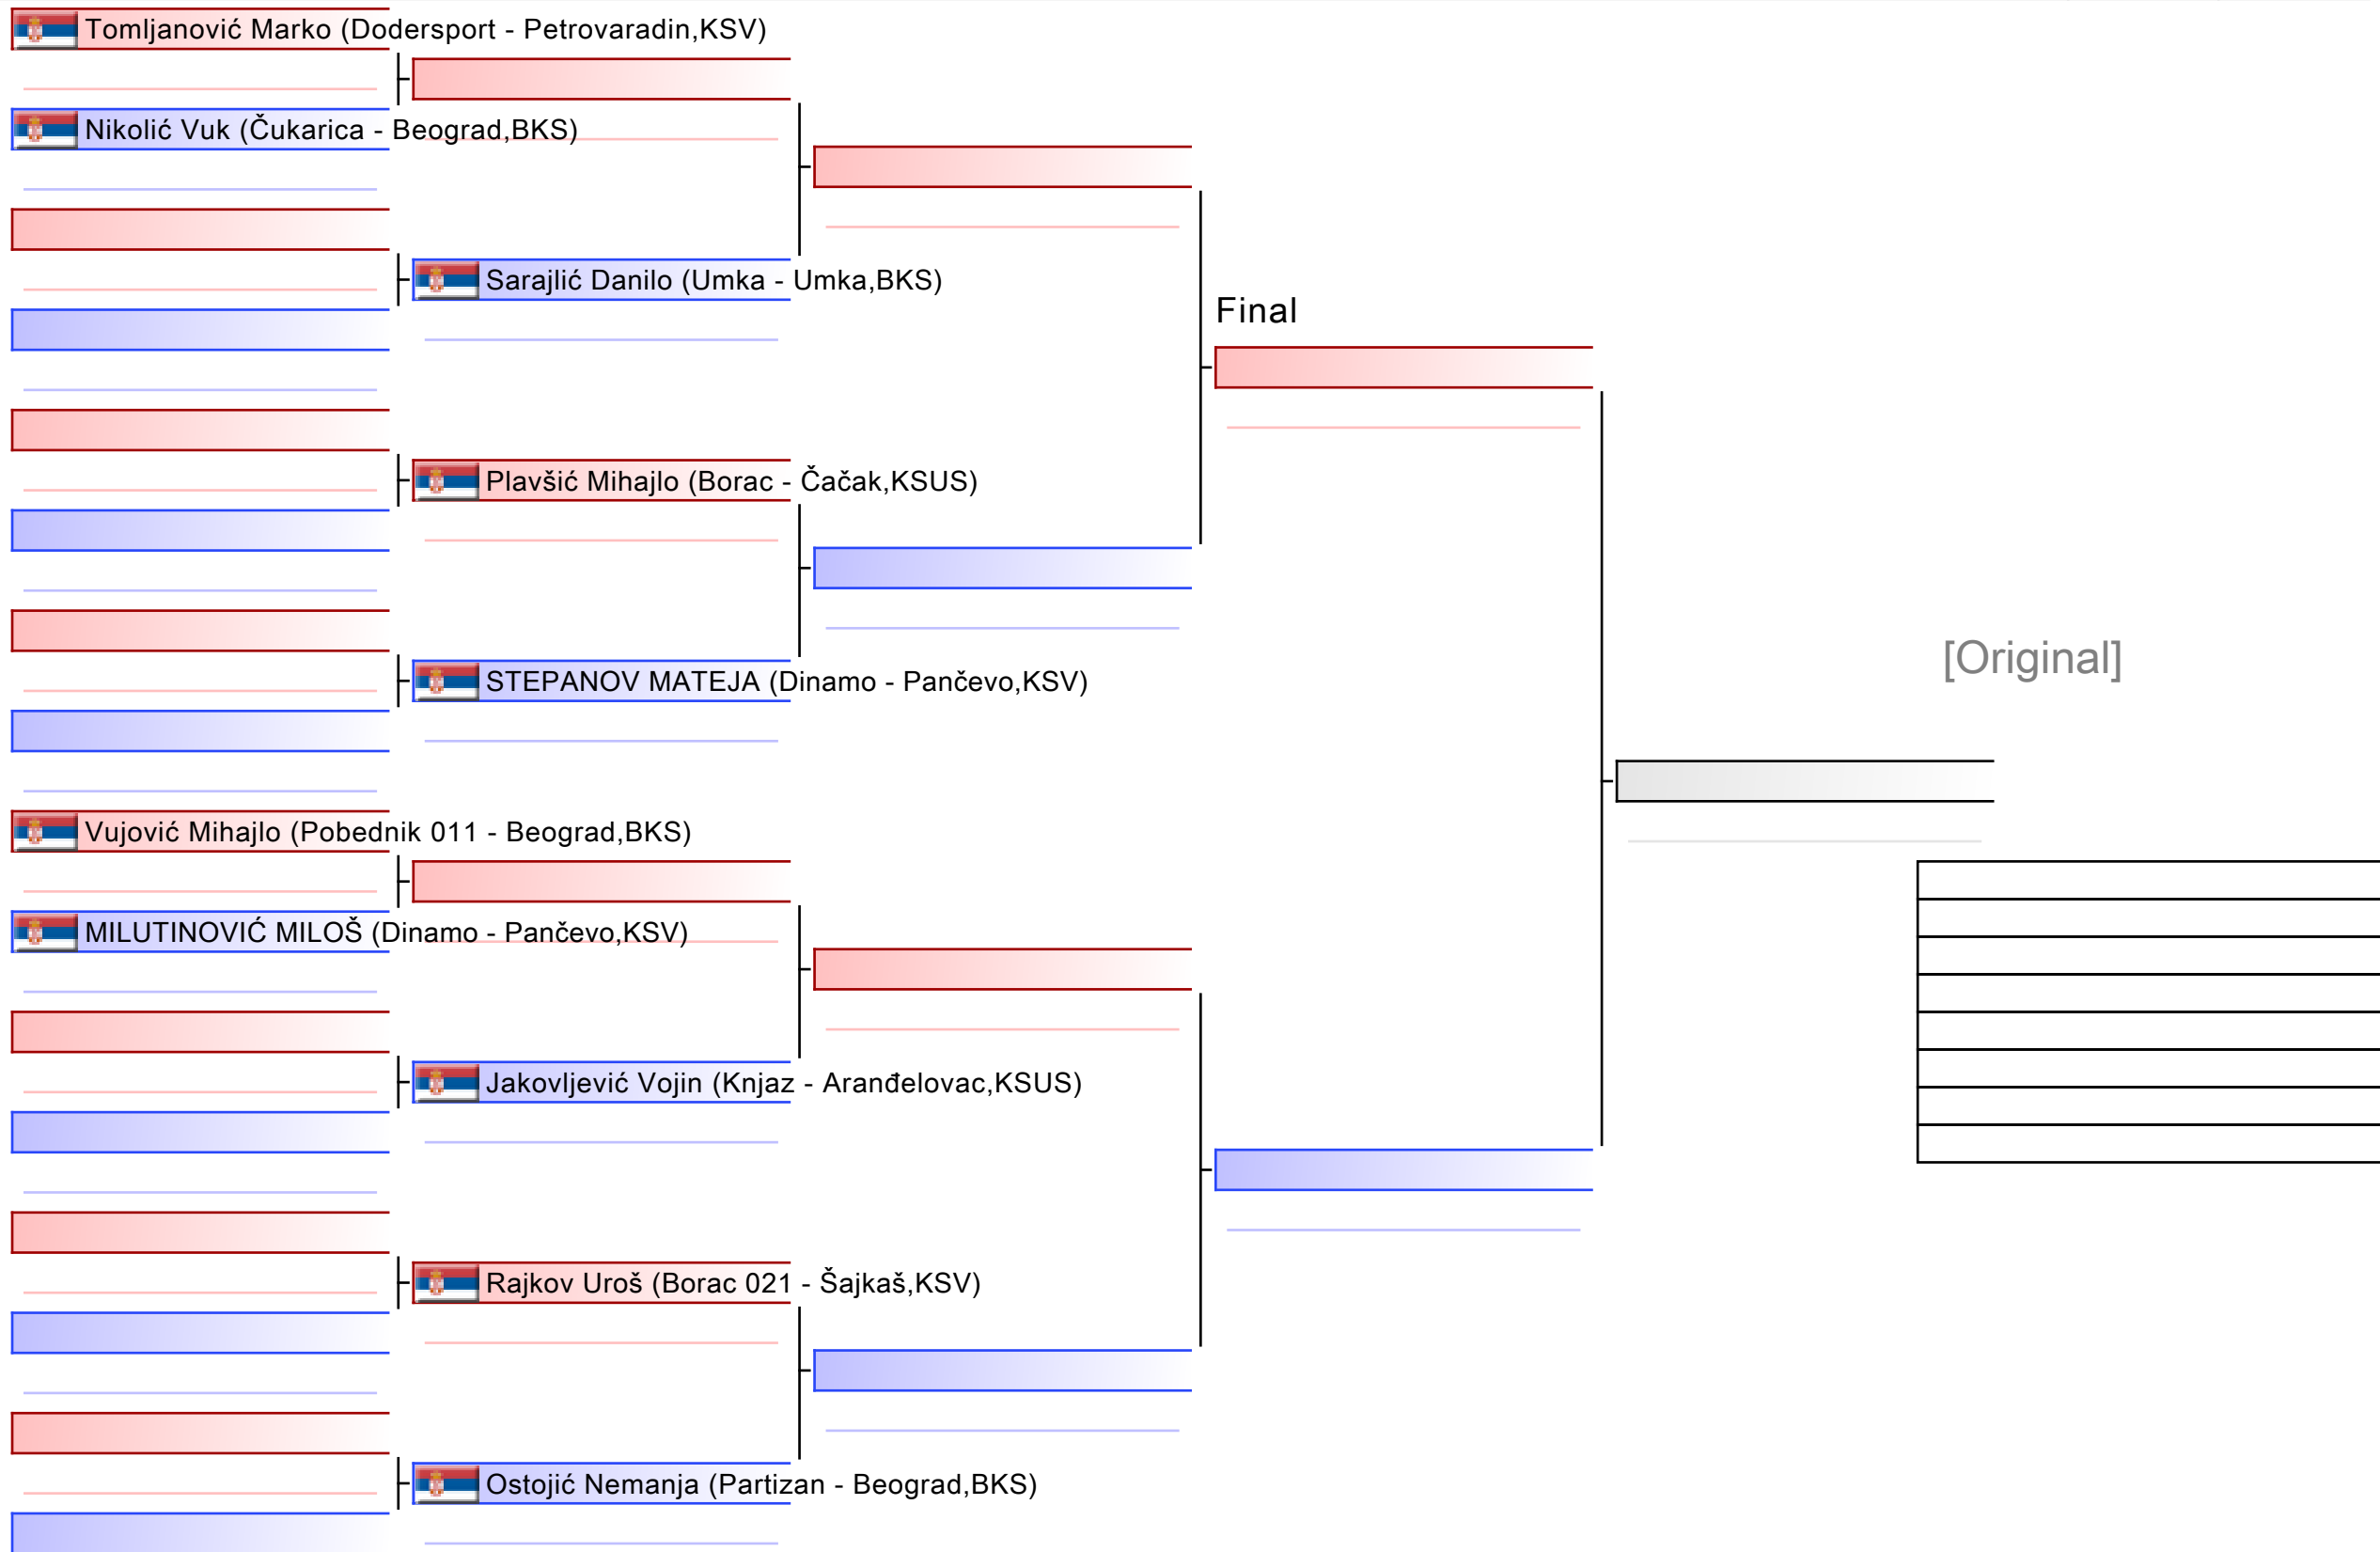 Tomljanović Marko (Dodersport - Petrovaradin,KSV)
Nikolić Vuk (Čukarica - Beograd,BKS)
Sarajlić Danilo (Umka - Umka,BKS)
Final
Plavšić Mihajlo (Borac - Čačak,KSUS)
[Original]
STEPANOV MATEJA (Dinamo - Pančevo,KSV)
Vujović Mihajlo (Pobednik 011 - Beograd,BKS)
MILUTINOVIĆ MILOŠ (Dinamo - Pančevo,KSV)
Jakovljević Vojin (Knjaz - Aranđelovac,KSUS)
Rajkov Uroš (Borac 021 - Šajkaš,KSV)
Ostojić Nemanja (Partizan - Beograd,BKS)